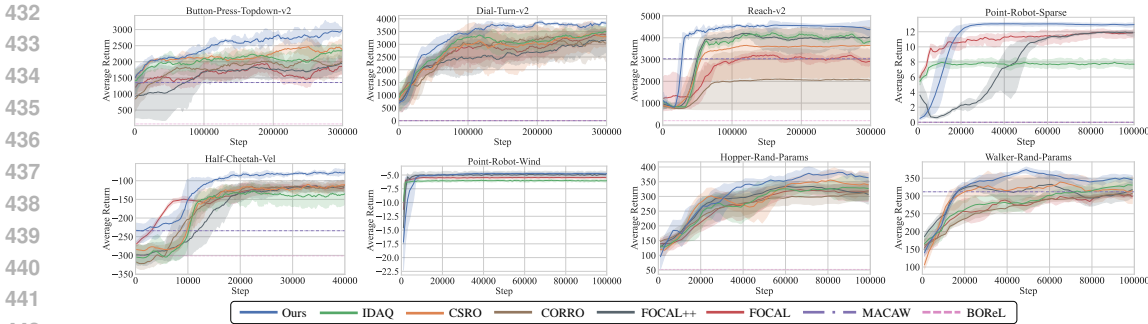 432
433
434
435
436
437
438
439
440
441
Button-Press-Topdown-v2
Average Return
3000
2500
2000
1500
1000
500
0 100000 200000 300000
Step
Dial-Turn-v2
Average Return
4000
3500
3000
2500
2000
1500
1000
500
0
0 100000 200000 300000
Step
Reach-v2
Average Return
5000
4000
3000
2000
1000
0
0 100000 200000 300000
Step
Point-Robot-Sparse
Average Return
12
10
8
6
4
2
0
0 20000 40000 60000 80000 100000
Step
Half-Cheetah-Vel
Average Return
−100
−150
−200
−250
−300
−350
0 10000 20000 30000 40000
Step
Point-Robot-Wind
Average Return
−5.0
−7.5
−10.0
−12.5
−15.0
−17.5
−20.0
−22.5
0 20000 40000 60000 80000 100000
Step
Hopper-Rand-Params
Average Return
400
350
300
250
200
150
100
50
0 20000 40000 60000 80000 100000
Step
Walker-Rand-Params
Average Return
350
300
250
200
150
100
0 20000 40000 60000 80000 100000
Step
Ours IDAQ CSRO CORRO FOCAL++ FOCAL MACAW BOReL